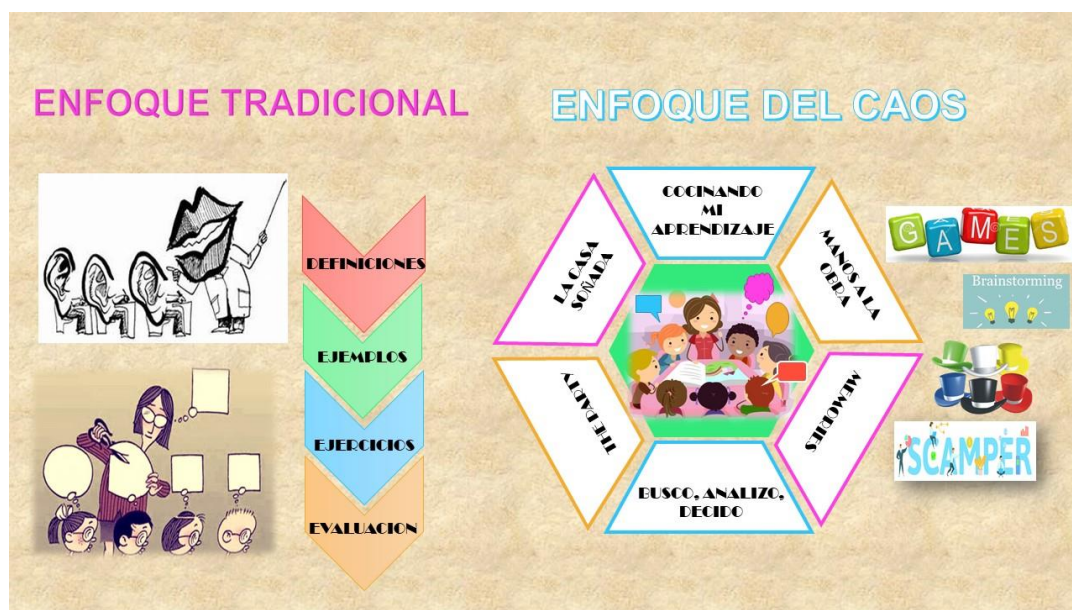 ENFOQUE TRADICIONAL
DEFINICIONES
EJEMPLOS
EJERCICIOS
EVALUACION
ENFOQUE DEL CAOS
COCINANDO
MI
APRENDIZAJE
MANOS A LA
OBRA
MEMORIES
BUSCO, ANALIZO,
DECIDO
THE DIARY
LA CASA
SOÑADA
GAMES
Brainstorming
SCAMPER